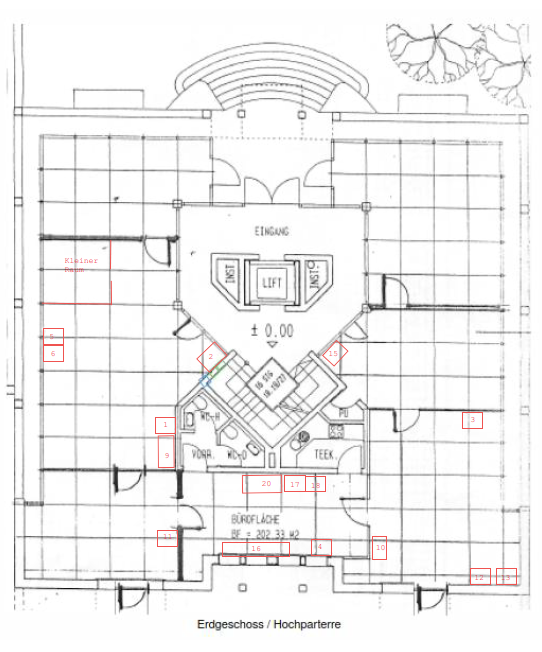 EINGANG
Kleiner
Raum
INST
LIFT
INST.
± 0.00
5
6
2
15
16 STG
18.19/27
1
WC-H
PU
3
9
VORR.
WC-D
TEEK.
20
17
18
BÜROFLÄCHE
BF = 202.33 M2
11
16
4
10
12
13
Erdgeschoss / Hochparterre